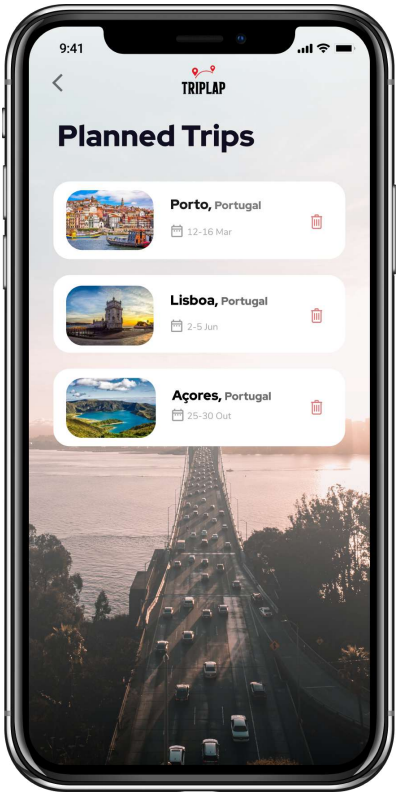 9:41
TRIPLAP
Planned Trips
Porto, Portugal
12-16 Mar
Lisboa, Portugal
2-5 Jun
Açores, Portugal
25-30 Out